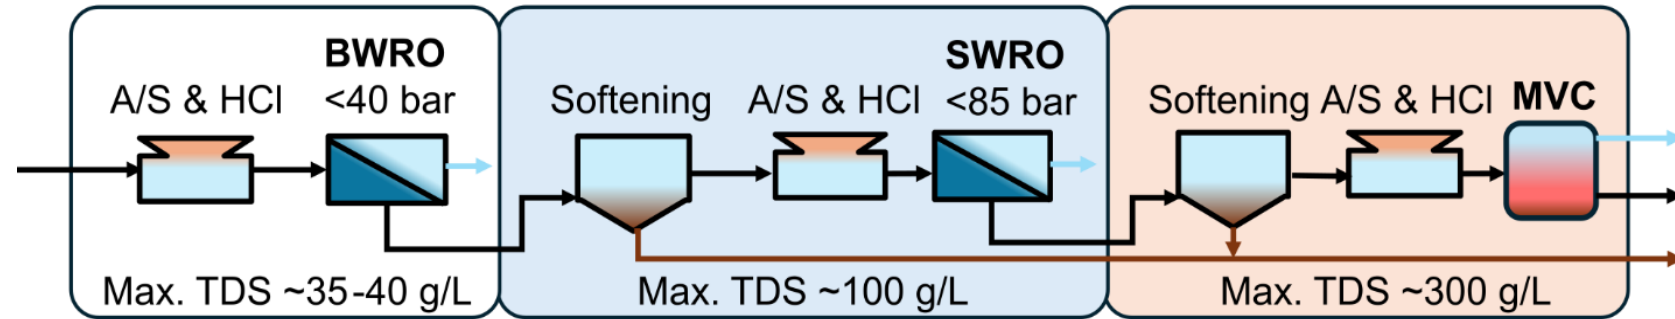 BWRO
A/S & HCl
<40 bar
Max. TDS ~35-40 g/L
Softening
A/S & HCl
SWRO
<85 bar
Max. TDS ~100 g/L
Softening
A/S & HCl
MVC
Max. TDS ~300 g/L